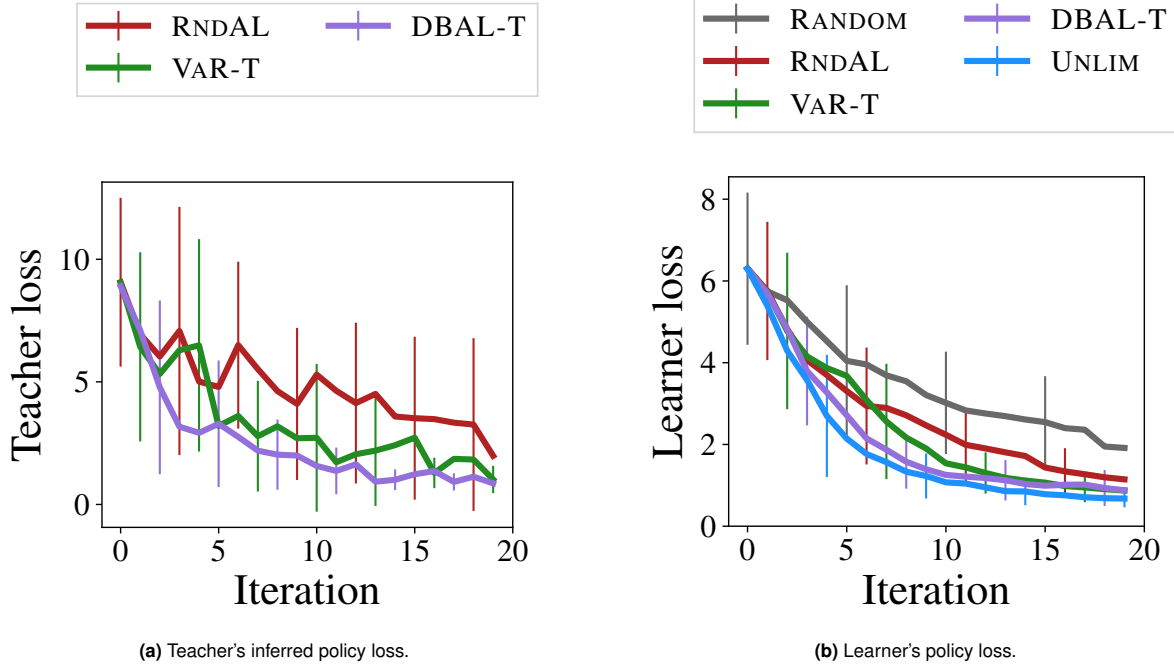 RNDAL
DBAL-T
VAR-T
Teacher loss
10
5
0
0
5
10
15
20
Iteration
(a) Teacher's inferred policy loss.
RANDOM
DBAL-T
RNDAL
UNLIM
VAR-T
Learner loss
8
6
4
2
0
0
5
10
15
20
Iteration
(b) Learner's policy loss.